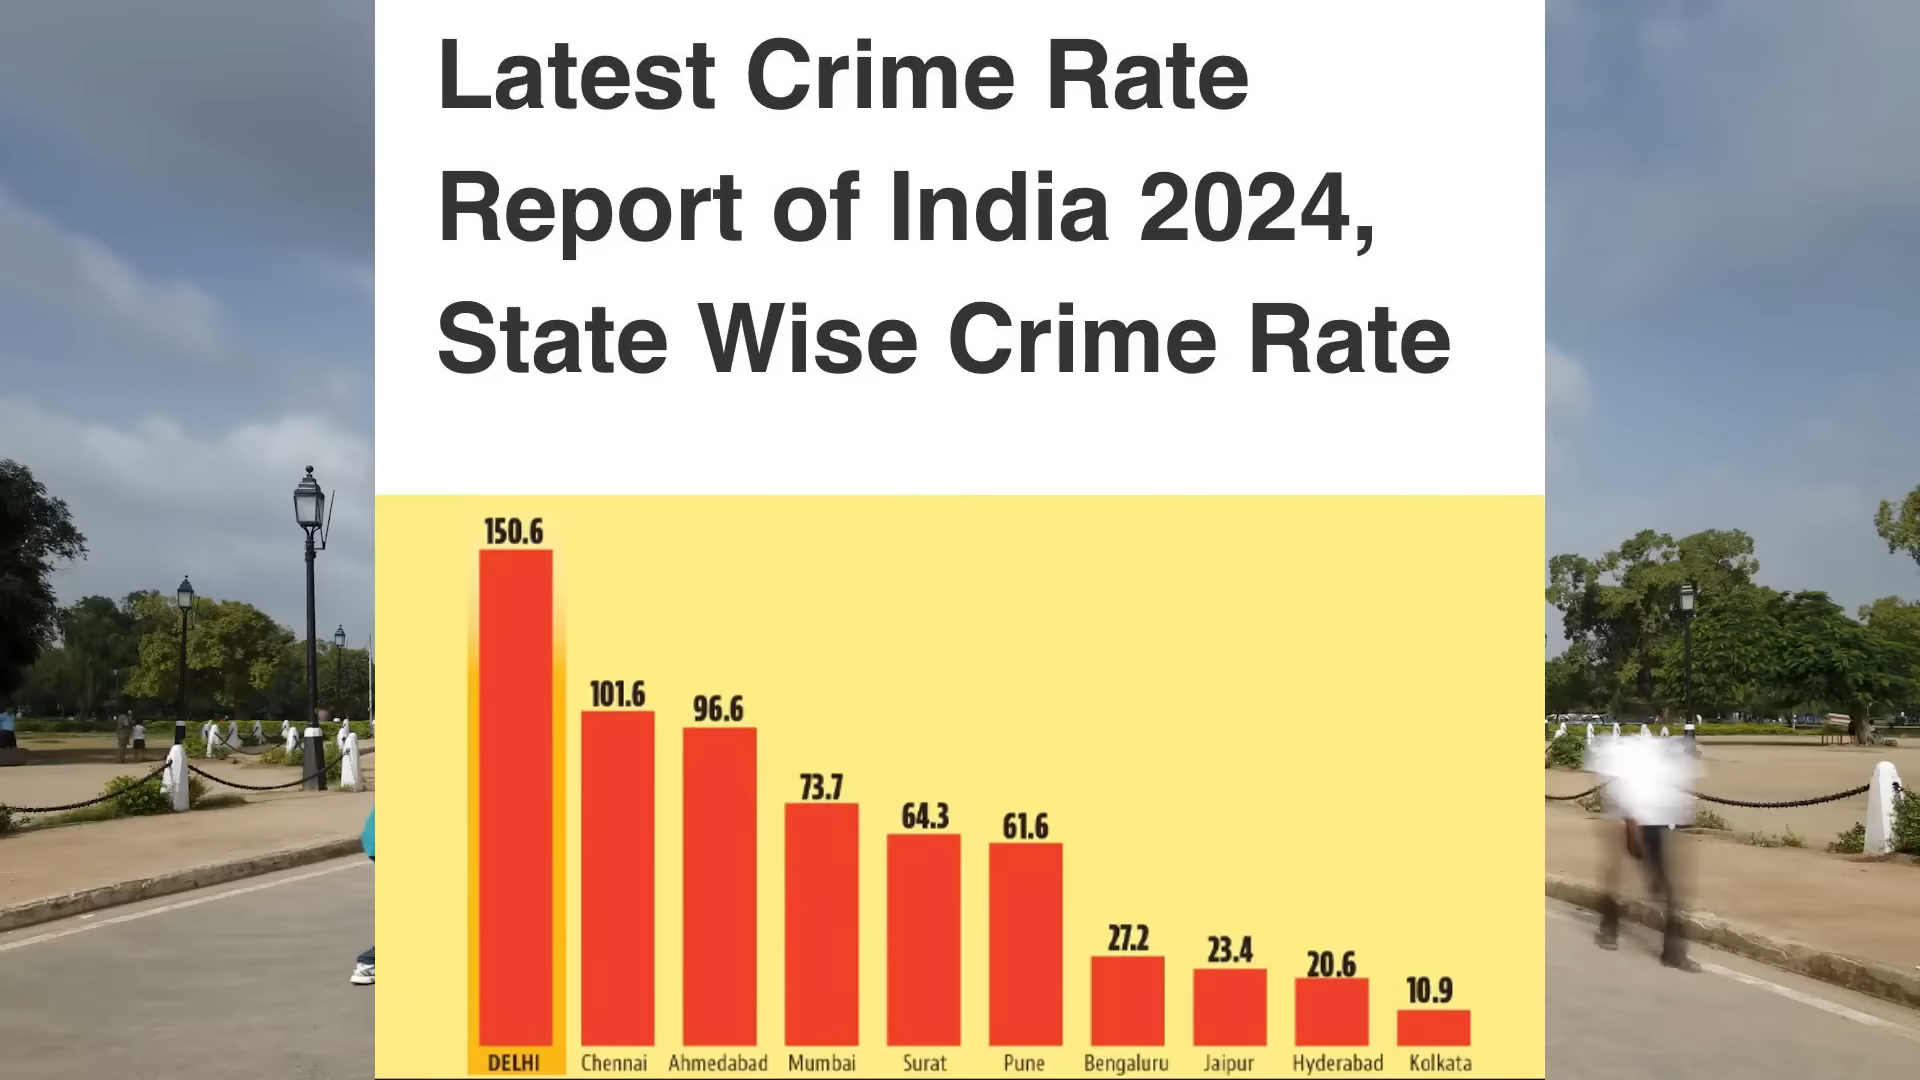 Latest Crime Rate
Report of India 2024,
State Wise Crime Rate
150.6
101.6
96.6
73.7
64.3
61.6
27.2
23.4
20.6
10.9
DELHI Chennai Ahmedabad Mumbai Surat Pune Bengaluru Jaipur Hyderabad Kolkata